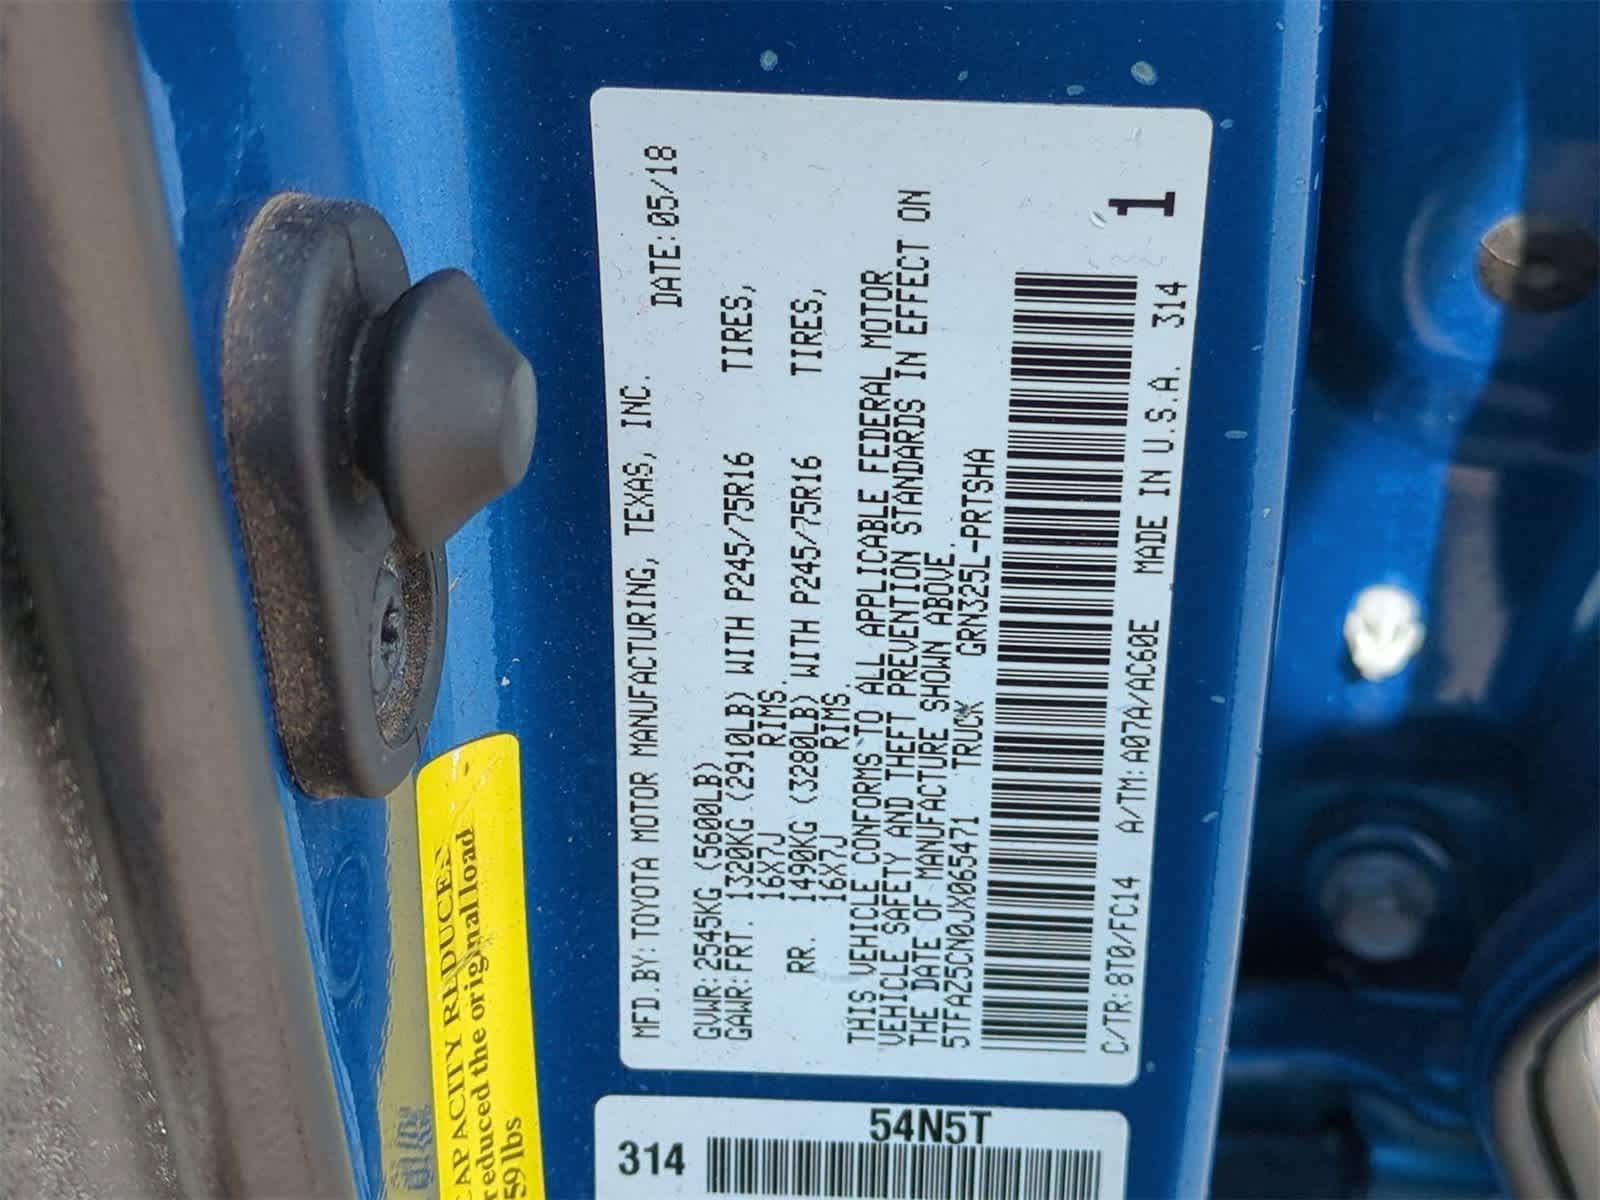 MFD.BY:TOYOTA MOTOR MANUFACTURING, TEXAS, INC.
DATE:05/18
GVWR:2545KG (5600LB)
GAWR:FRT. 1320KG (2910LB) WITH P245/75R16 TIRES,
16X7J RIMS.
RR. 1490KG (3280LB) WITH P245/75R16 TIRES,
16X7J RIMS.
THIS VEHICLE CONFORMS TO ALL APPLICABLE FEDERAL MOTOR
VEHICLE SAFETY AND THEFT PREVENTION STANDARDS IN EFFECT ON
THE DATE OF MANUFACTURE SHOWN ABOVE.
5TFAZ5CN0JX065471 TRUCK GRN325L-PRTSHA
1
C/TR:8T0/FC14 A/TM:A07A/AC60E MADE IN U.S.A. 314
CAPACITY REDUCED
reduced the original load
59 lbs
54N5T
314